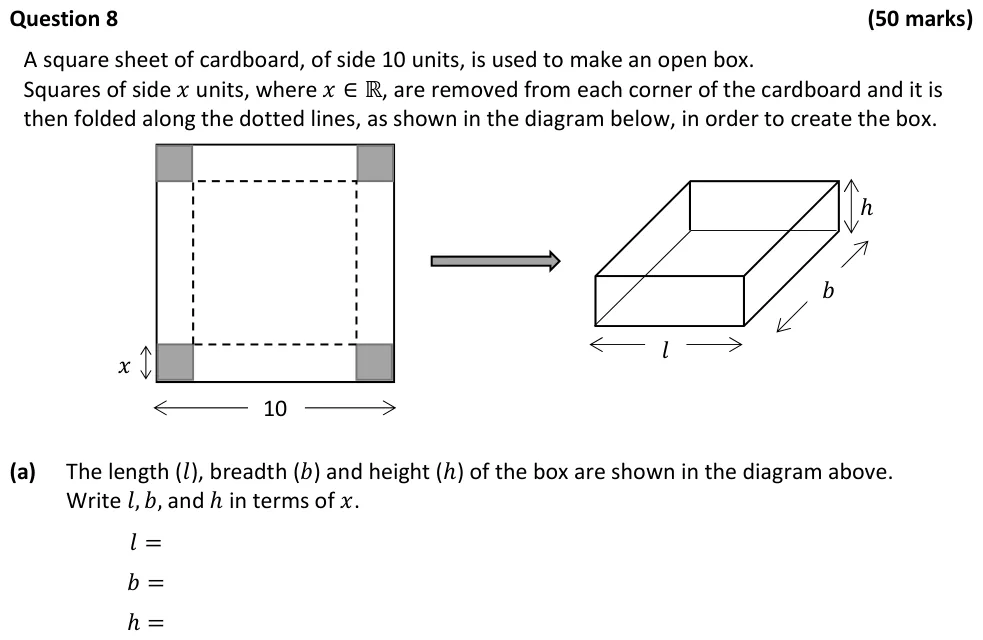 Question 8 (50 marks)
A square sheet of cardboard, of side 10 units, is used to make an open box.
Squares of side x units, where x ∈ ℝ, are removed from each corner of the cardboard and it is
then folded along the dotted lines, as shown in the diagram below, in order to create the box.
h
b
x
l
10
(a) The length (l), breadth (b) and height (h) of the box are shown in the diagram above.
Write l, b, and h in terms of x.
l =
b =
h =